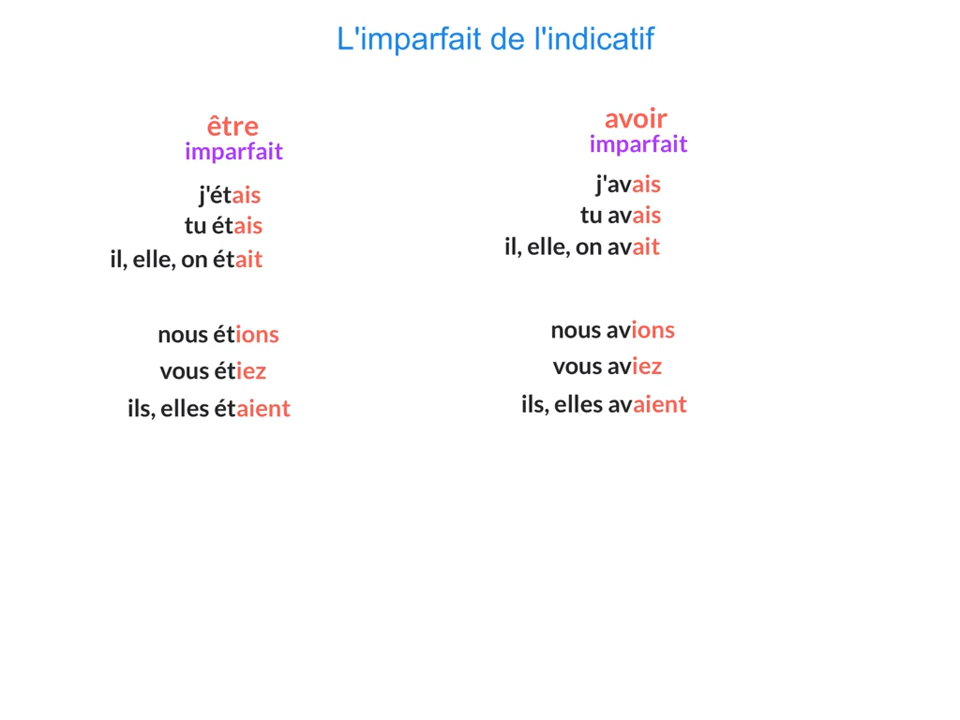 L'imparfait de l'indicatif
être
imparfait
j'étais
tu étais
il, elle, on était
nous étions
vous étiez
ils, elles étaient
avoir
imparfait
j'avais
tu avais
il, elle, on avait
nous avions
vous aviez
ils, elles avaient